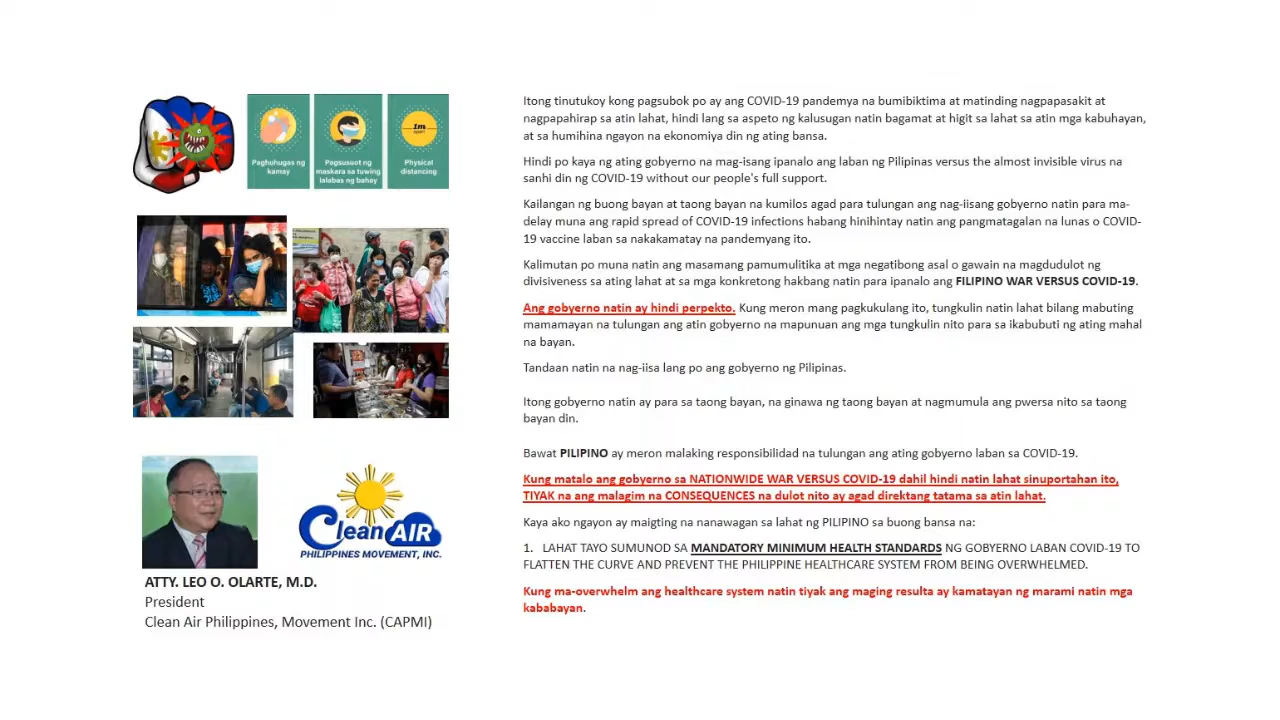 Paghuhugas ng
kamay
Pagsusuot ng
maskara sa tuwing
lalabas ng bahay
1m
apart
Physical
distancing
Clean AIR
PHILIPPINES MOVEMENT, INC.
ATTY. LEO O. OLARTE, M.D.
President
Clean Air Philippines, Movement Inc. (CAPMI)
Itong tinutukoy kong pagsubok po ay ang COVID-19 pandemya na bumibiktima at matinding nagpapasakit at
nagpapahirap sa atin lahat, hindi lang sa aspeto ng kalusugan natin bagamat at higit sa lahat sa atin mga kabuhayan,
at sa humihina ngayon na ekonomiya din ng ating bansa.
Hindi po kaya ng ating gobyerno na mag-isang ipanalo ang laban ng Pilipinas versus the almost invisible virus na
sanhi din ng COVID-19 without our people's full support.
Kailangan ng buong bayan at taong bayan na kumilos agad para tulungan ang nag-iisang gobyerno natin para ma-
delay muna ang rapid spread of COVID-19 infections habang hinihintay natin ang pangmatagalan na lunas o COVID-
19 vaccine laban sa nakakamatay na pandemyang ito.
Kalimutan po muna natin ang masamang pamumulitika at mga negatibong asal o gawain na magdudulot ng
divisiveness sa ating lahat at sa mga konkretong hakbang natin para ipanalo ang FILIPINO WAR VERSUS COVID-19.
Ang gobyerno natin ay hindi perpekto. Kung meron mang pagkukulang ito, tungkulin natin lahat bilang mabuting
mamamayan na tulungan ang atin gobyerno na mapunuan ang mga tungkulin nito para sa ikabubuti ng ating mahal
na bayan.
Tandaan natin na nag-iisa lang po ang gobyerno ng Pilipinas.
Itong gobyerno natin ay para sa taong bayan, na ginawa ng taong bayan at nagmumula ang pwersa nito sa taong
bayan din.
Bawat PILIPINO ay meron malaking responsibilidad na tulungan ang ating gobyerno laban sa COVID-19.
Kung matalo ang gobyerno sa NATIONWIDE WAR VERSUS COVID-19 dahil hindi natin lahat sinuportahan ito,
TIYAK na ang malagim na CONSEQUENCES na dulot nito ay agad direktang tatama sa atin lahat.
Kaya ako ngayon ay maigting na nanawagan sa lahat ng PILIPINO sa buong bansa na:
1. LAHAT TAYO SUMUNOD SA MANDATORY MINIMUM HEALTH STANDARDS NG GOBYERNO LABAN COVID-19 TO
FLATTEN THE CURVE AND PREVENT THE PHILIPPINE HEALTHCARE SYSTEM FROM BEING OVERWHELMED.
Kung ma-overwhelm ang healthcare system natin tiyak ang maging resulta ay kamatayan ng marami natin mga
kababayan.